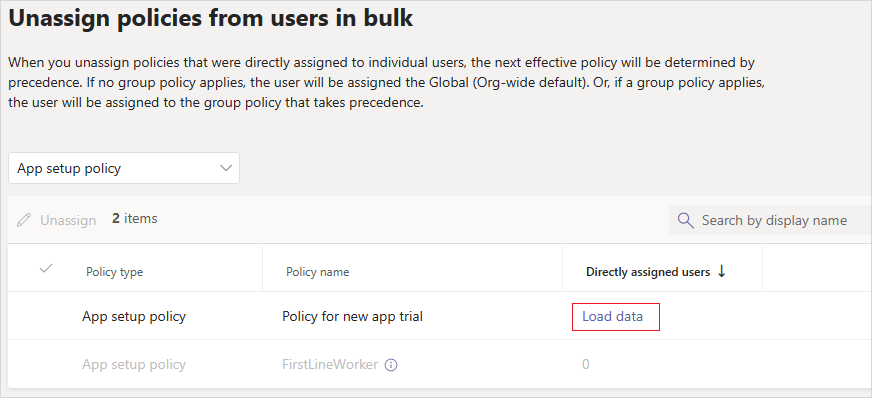 Unassign policies from users in bulk
When you unassign policies that were directly assigned to individual users, the next effective policy will be determined by
precedence. If no group policy applies, the user will be assigned the Global (Org-wide default). Or, if a group policy applies,
the user will be assigned to the group policy that takes precedence.
App setup policy
Unassign 2 items Search by display name
Policy type Policy name Directly assigned users ↓
App setup policy Policy for new app trial Load data
App setup policy FirstLineWorker 0